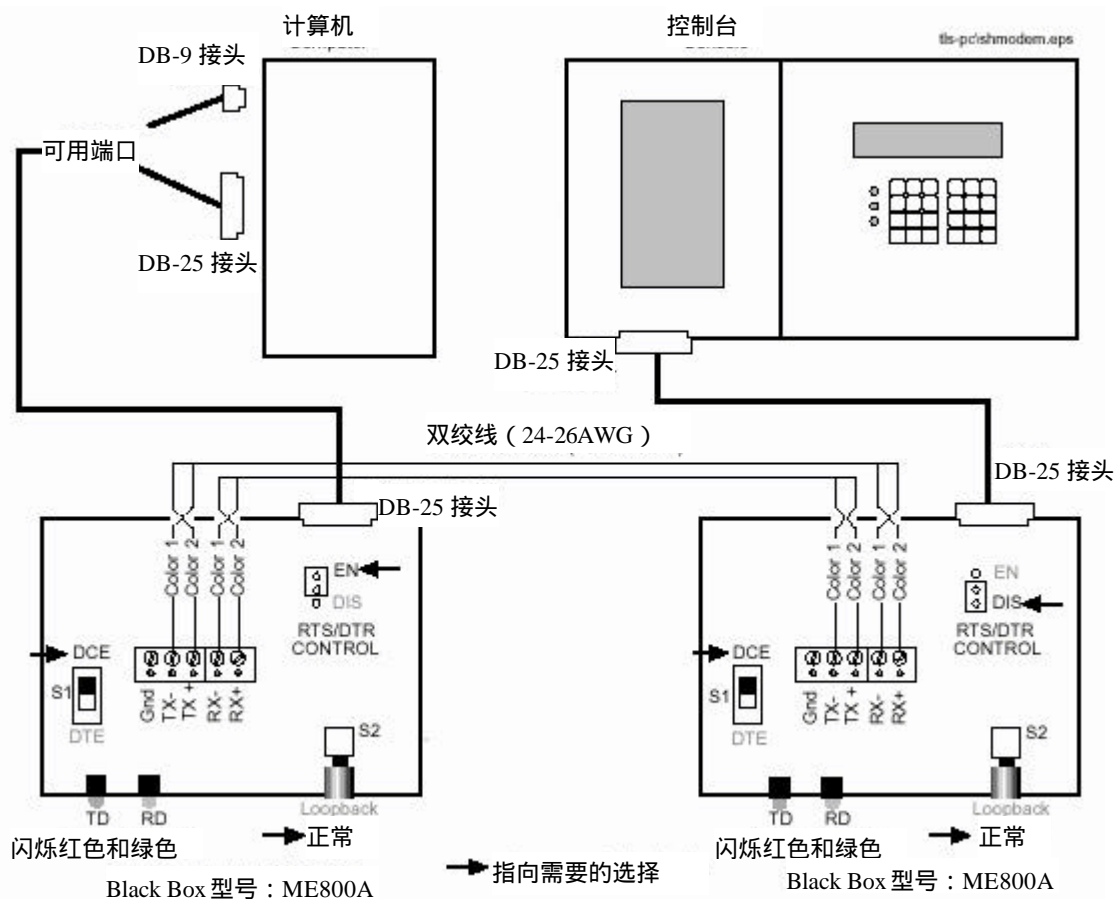 计算机
控制台
tls-pc\shmodem.eps
DB-9 接头
可用端口
DB-25 接头
DB-25 接头
双绞线（24-26AWG）
DB-25 接头
DB-25 接头
Color 1
Color 2
Color 1
Color 2
EN
DIS
RTS/DTR
CONTROL
DCE
S1
DTE
Gnd
TX-
TX +
RX-
RX+
S2
Loopback
TD
RD
正常
闪烁红色和绿色
Black Box 型号：ME800A
指向需要的选择
Color 1
Color 2
Color 1
Color 2
EN
DIS
RTS/DTR
CONTROL
DCE
S1
DTE
Gnd
TX-
TX +
RX-
RX+
S2
Loopback
TD
RD
正常
闪烁红色和绿色
Black Box 型号：ME800A